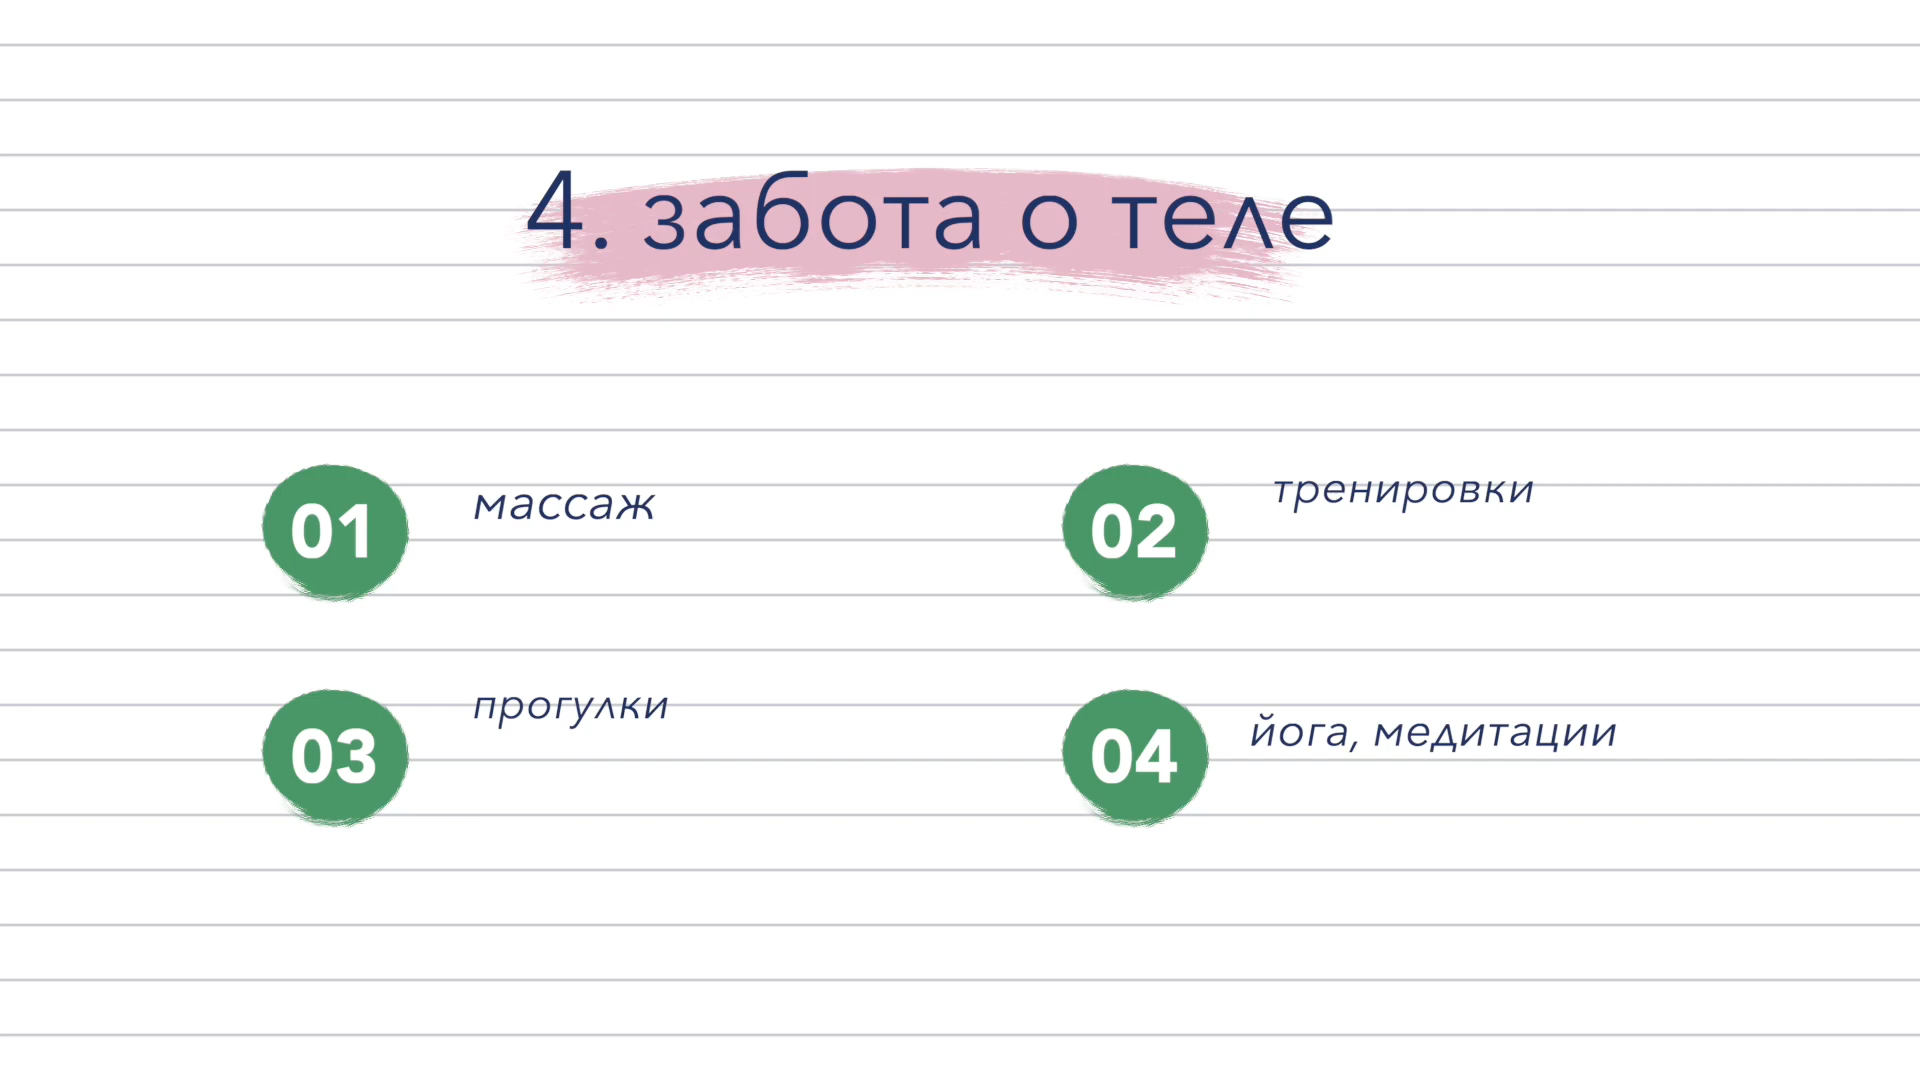 4. забота о теле
01
массаж
02
тренировки
03
прогулки
04
йога, медитации